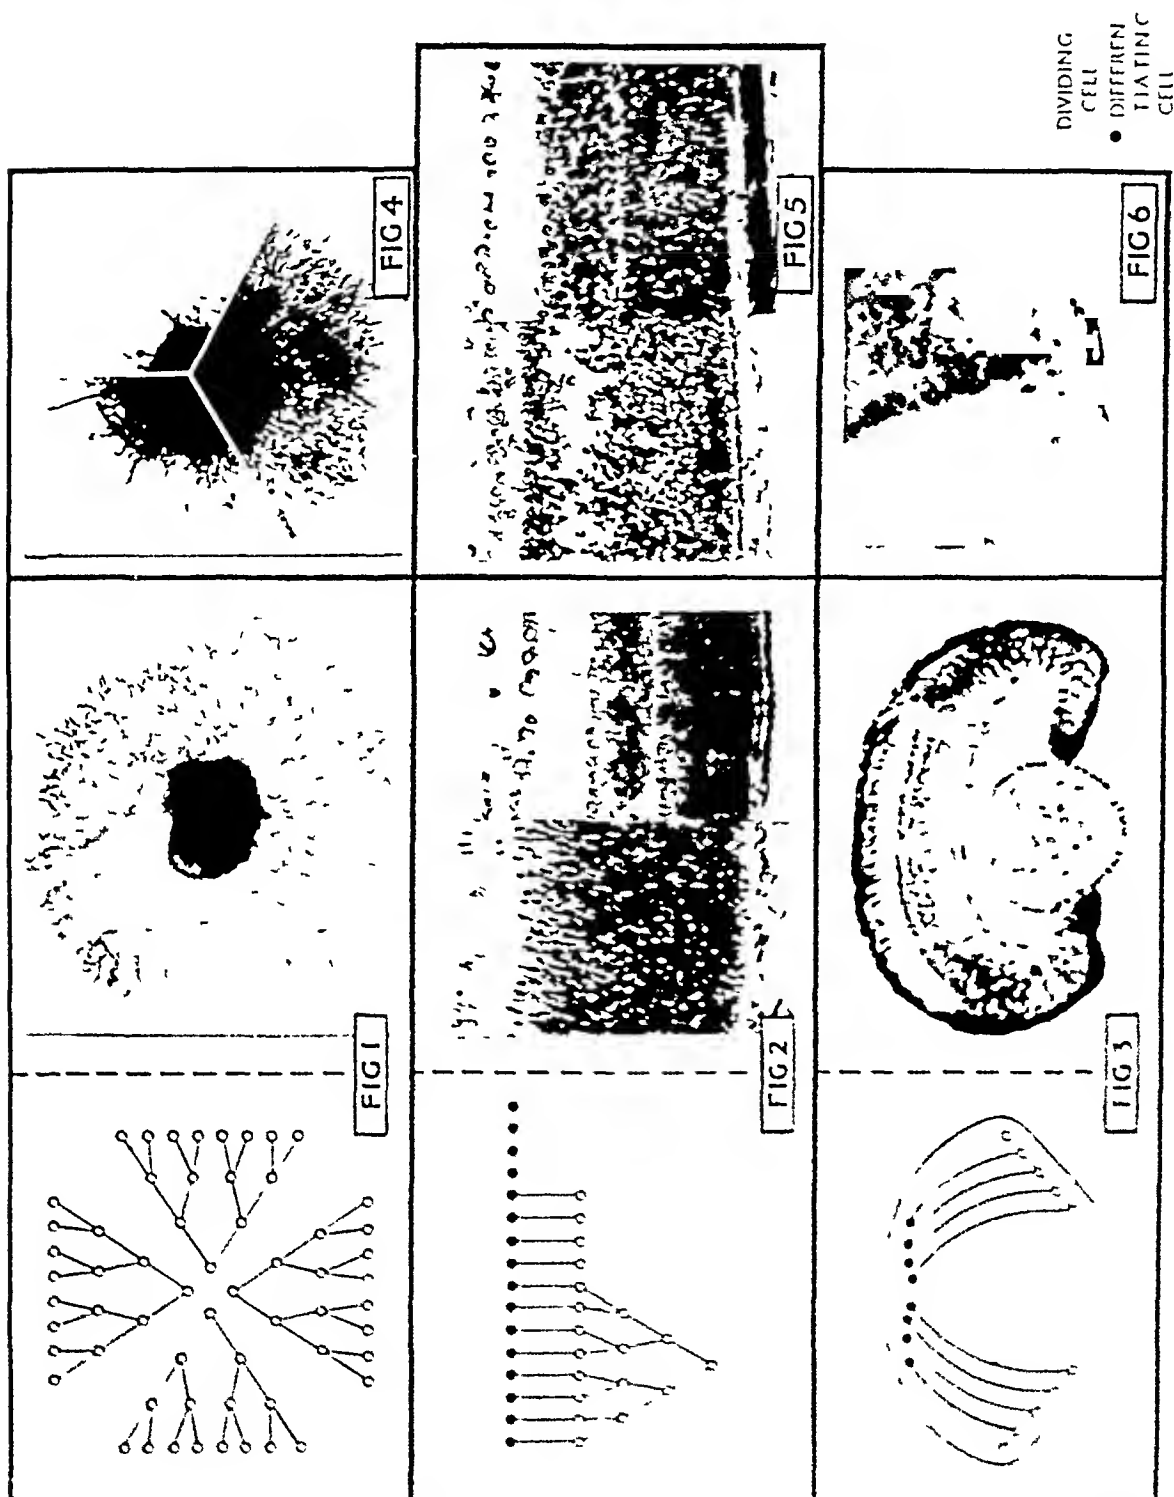 FIG 4
FIG 5
FIG 6
FIG 1
FIG 2
FIG 3
DIVIDING
CELL
● DIFFEREN
TIATING
CELL